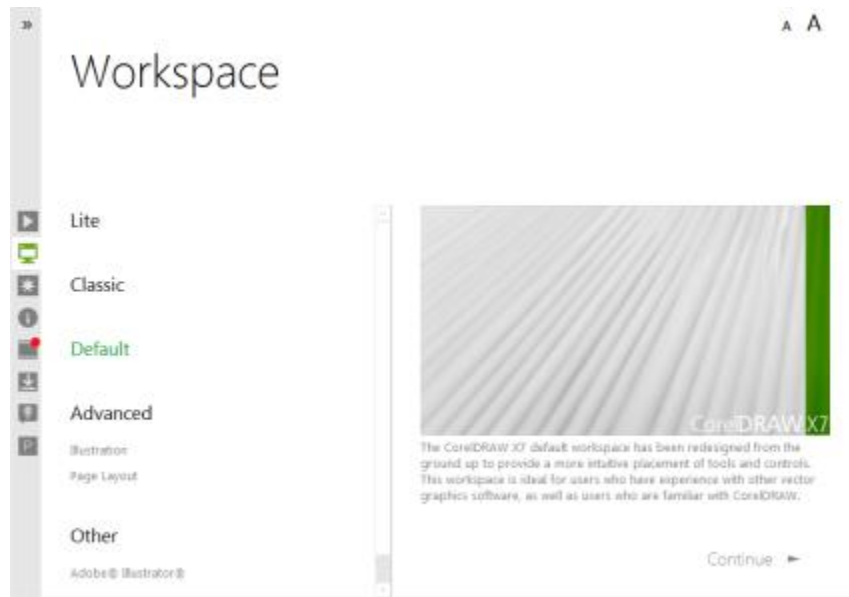 »
A A
Workspace
Lite
Classic
Default
Advanced
Illustration
Page Layout
Other
Adobe® Illustrator®
CorelDRAW X7
The CorelDRAW X7 default workspace has been redesigned from the
ground up to provide a more intuitive placement of tools and controls.
This workspace is ideal for users who have experience with other vector
graphics software, as well as users who are familiar with CorelDRAW.
Continue ►